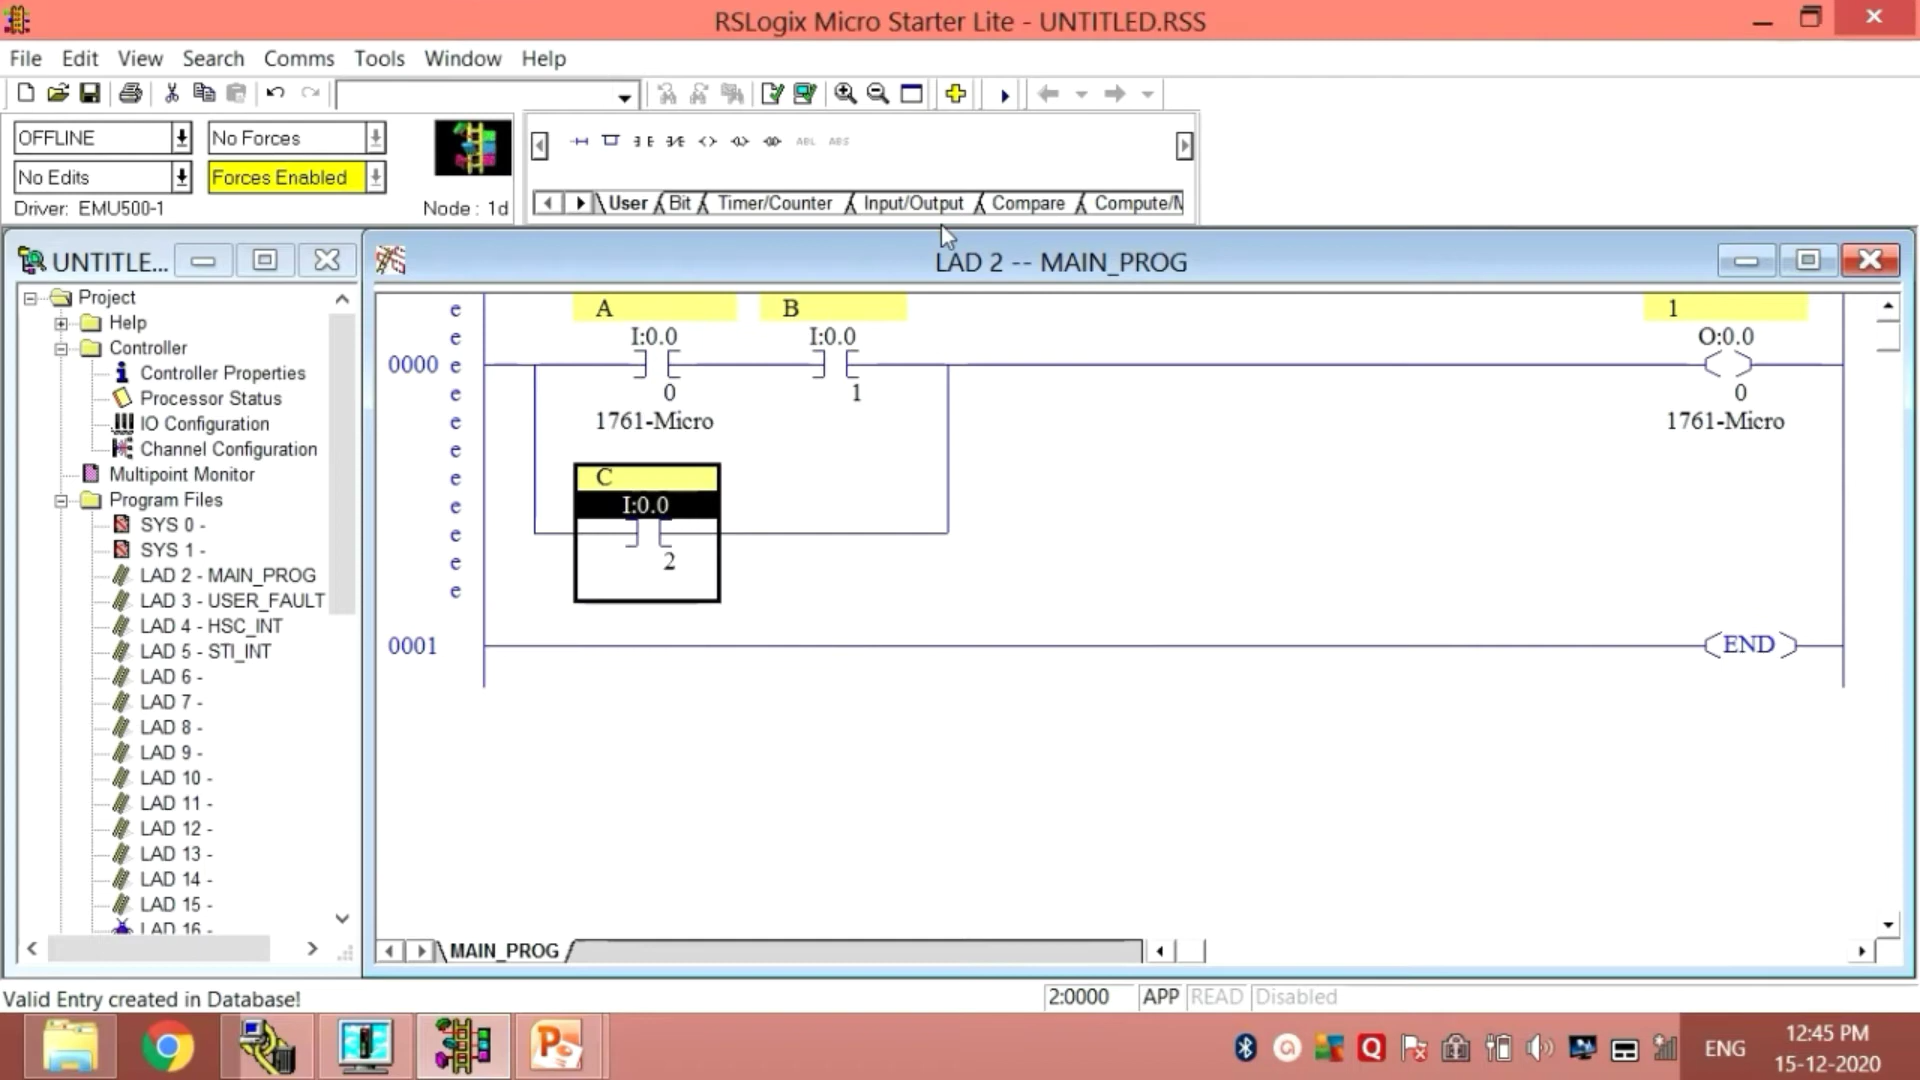 RSLogix Micro Starter Lite - UNTITLED.RSS
File Edit View Search Comms Tools Window Help
OFFLINE No Forces
No Edits Forces Enabled
Driver: EMU500-1 Node : 1d
ABL ABS
User Bit Timer/Counter Input/Output Compare Compute/M
UNTITLE...
Project
Help
Controller
Controller Properties
Processor Status
IO Configuration
Channel Configuration
Multipoint Monitor
Program Files
SYS 0 -
SYS 1 -
LAD 2 - MAIN_PROG
LAD 3 - USER_FAULT
LAD 4 - HSC_INT
LAD 5 - STI_INT
LAD 6 -
LAD 7 -
LAD 8 -
LAD 9 -
LAD 10 -
LAD 11 -
LAD 12 -
LAD 13 -
LAD 14 -
LAD 15 -
LAD 16 -
LAD 2 -- MAIN_PROG
e A B 1
e I:0.0 I:0.0 O:0.0
0000 e
e 0 1 0
e 1761-Micro 1761-Micro
e
e C
e I:0.0
e
e 2
e
0001 END
MAIN_PROG
Valid Entry created in Database! 2:0000 APP READ Disabled
ENG 12:45 PM
15-12-2020